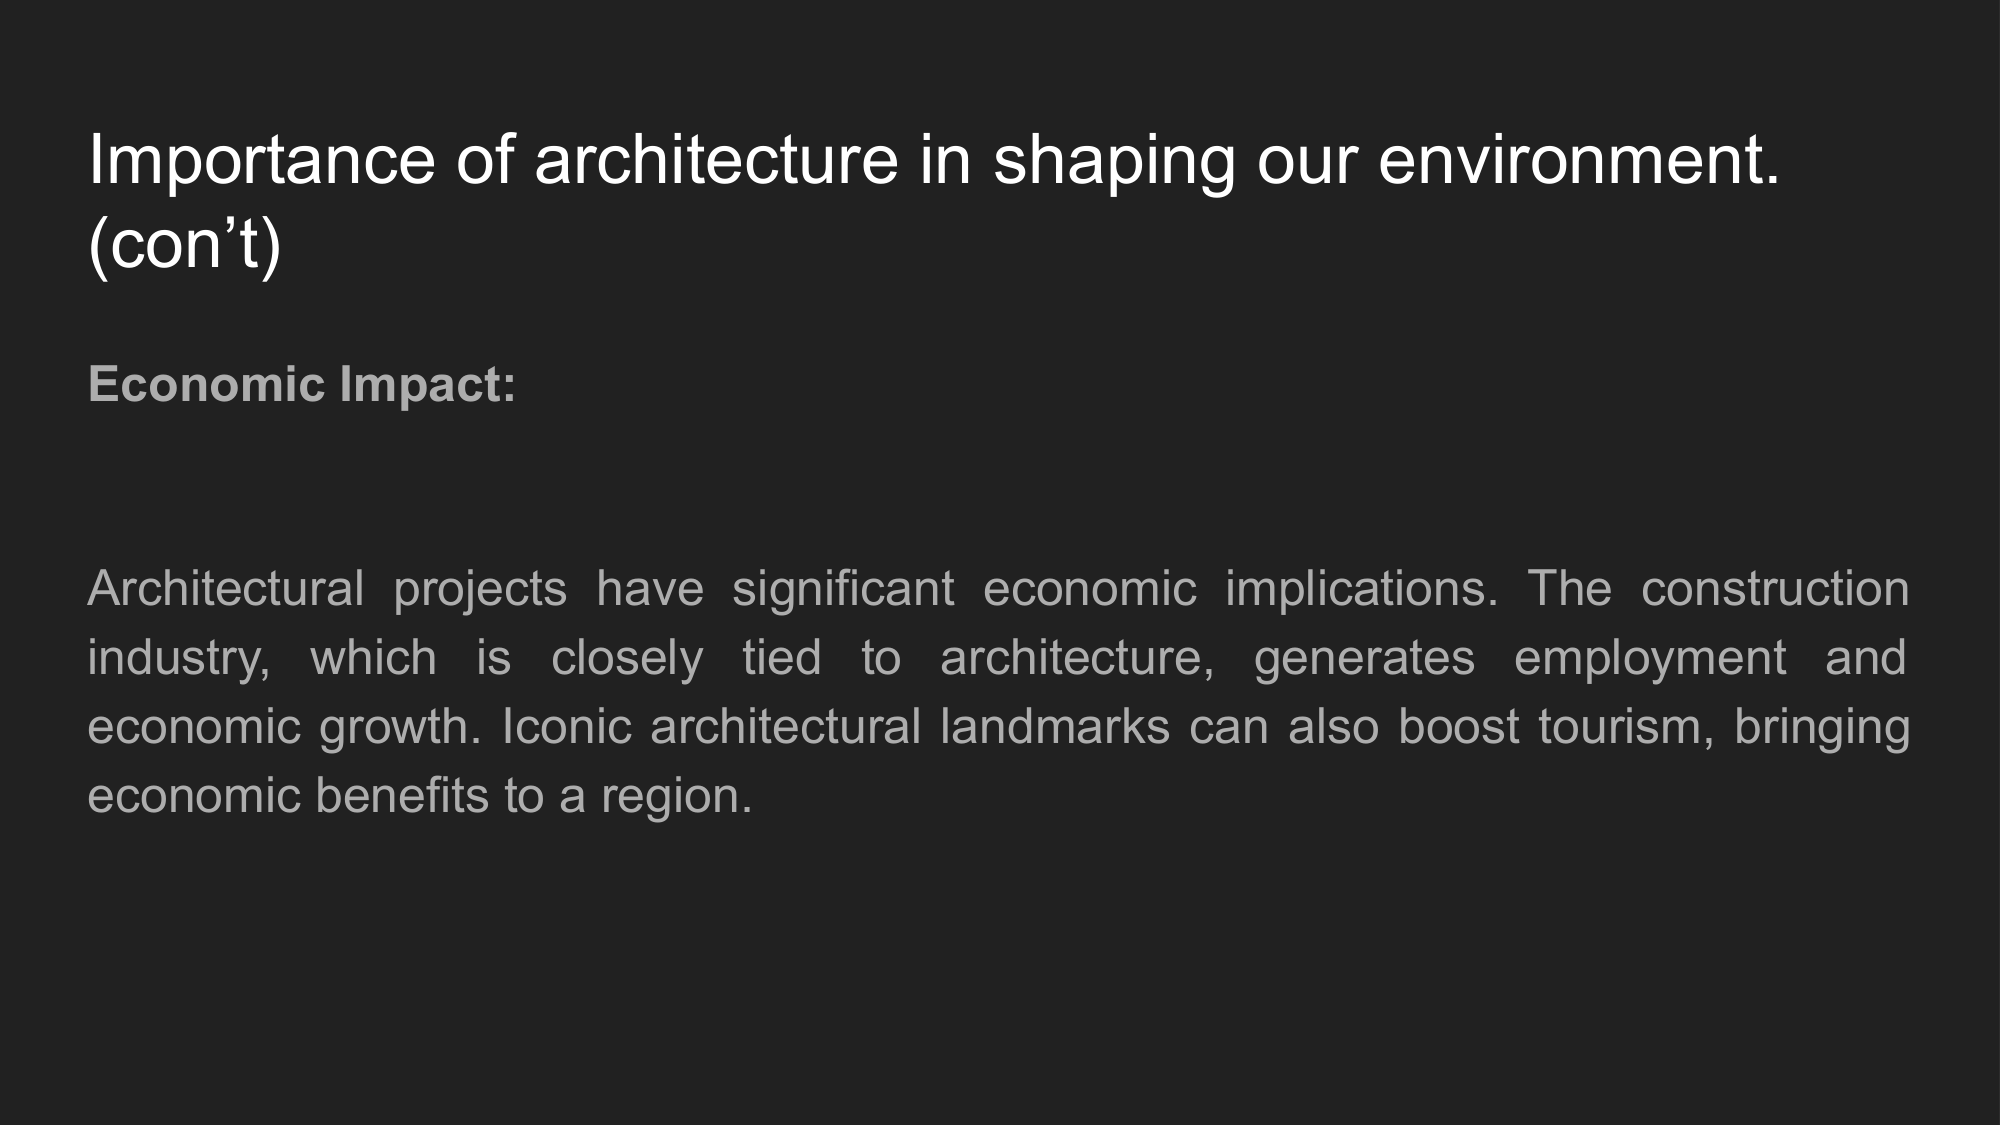 Importance of architecture in shaping our environment.
(con’t)
Economic Impact:
Architectural projects have significant economic implications. The construction
industry, which is closely tied to architecture, generates employment and
economic growth. Iconic architectural landmarks can also boost tourism, bringing
economic benefits to a region.